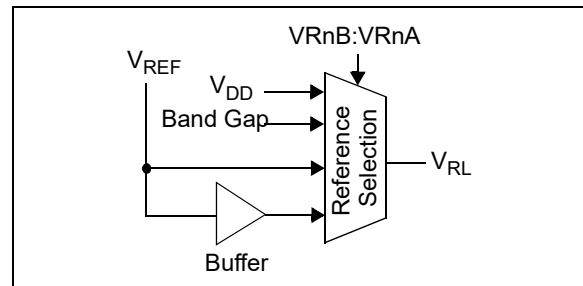 VRnB:VRnA
VREF
VDD
Band Gap
Reference
Selection
VRL
Buffer